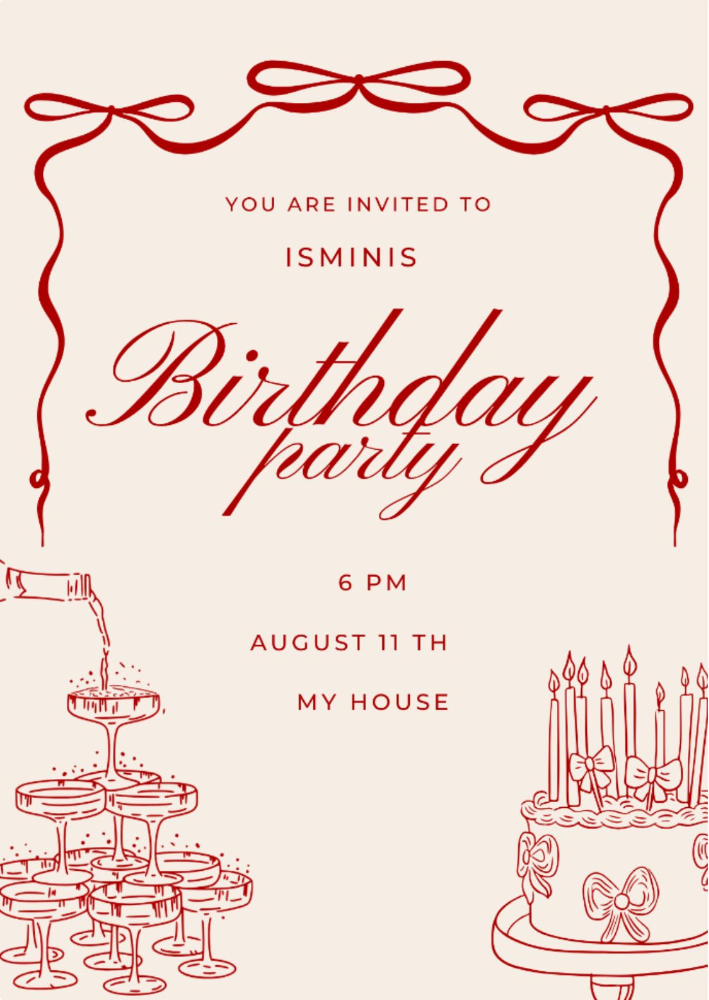 YOU ARE INVITED TO
ISMINIS
Birthday
party
6 PM
AUGUST 11 TH
MY HOUSE